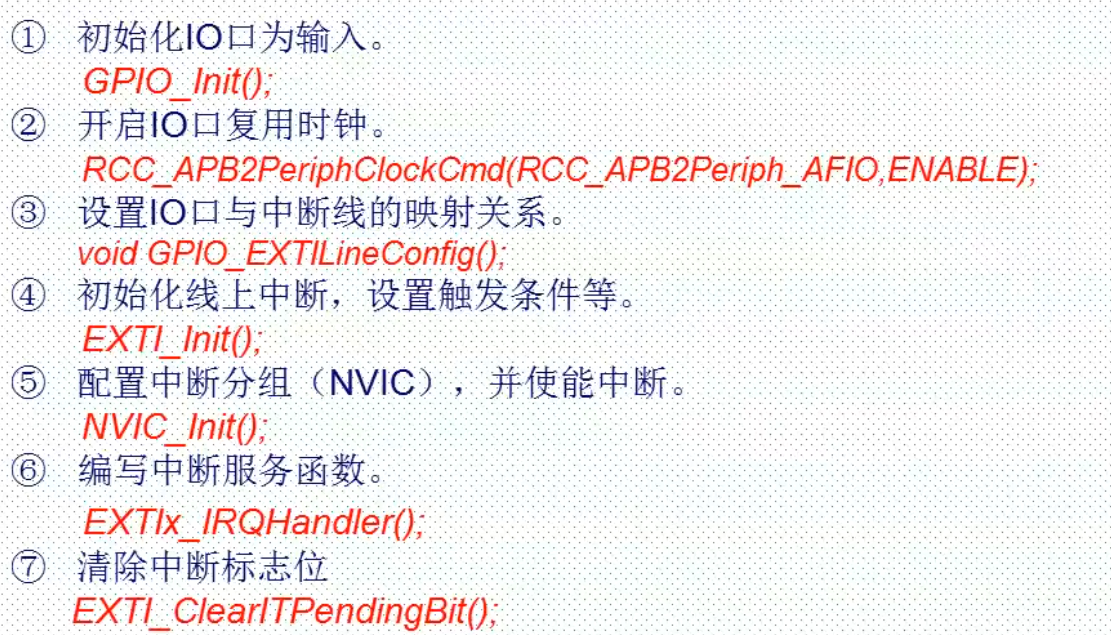 ① 初始化IO口为输入。
GPIO_Init();
② 开启IO口复用时钟。
RCC_APB2PeriphClockCmd(RCC_APB2Periph_AFIO,ENABLE);
③ 设置IO口与中断线的映射关系。
void GPIO_EXTILineConfig();
④ 初始化线上中断，设置触发条件等。
EXTI_Init();
⑤ 配置中断分组（NVIC），并使能中断。
NVIC_Init();
⑥ 编写中断服务函数。
EXTIx_IRQHandler();
⑦ 清除中断标志位
EXTI_ClearITPendingBit();